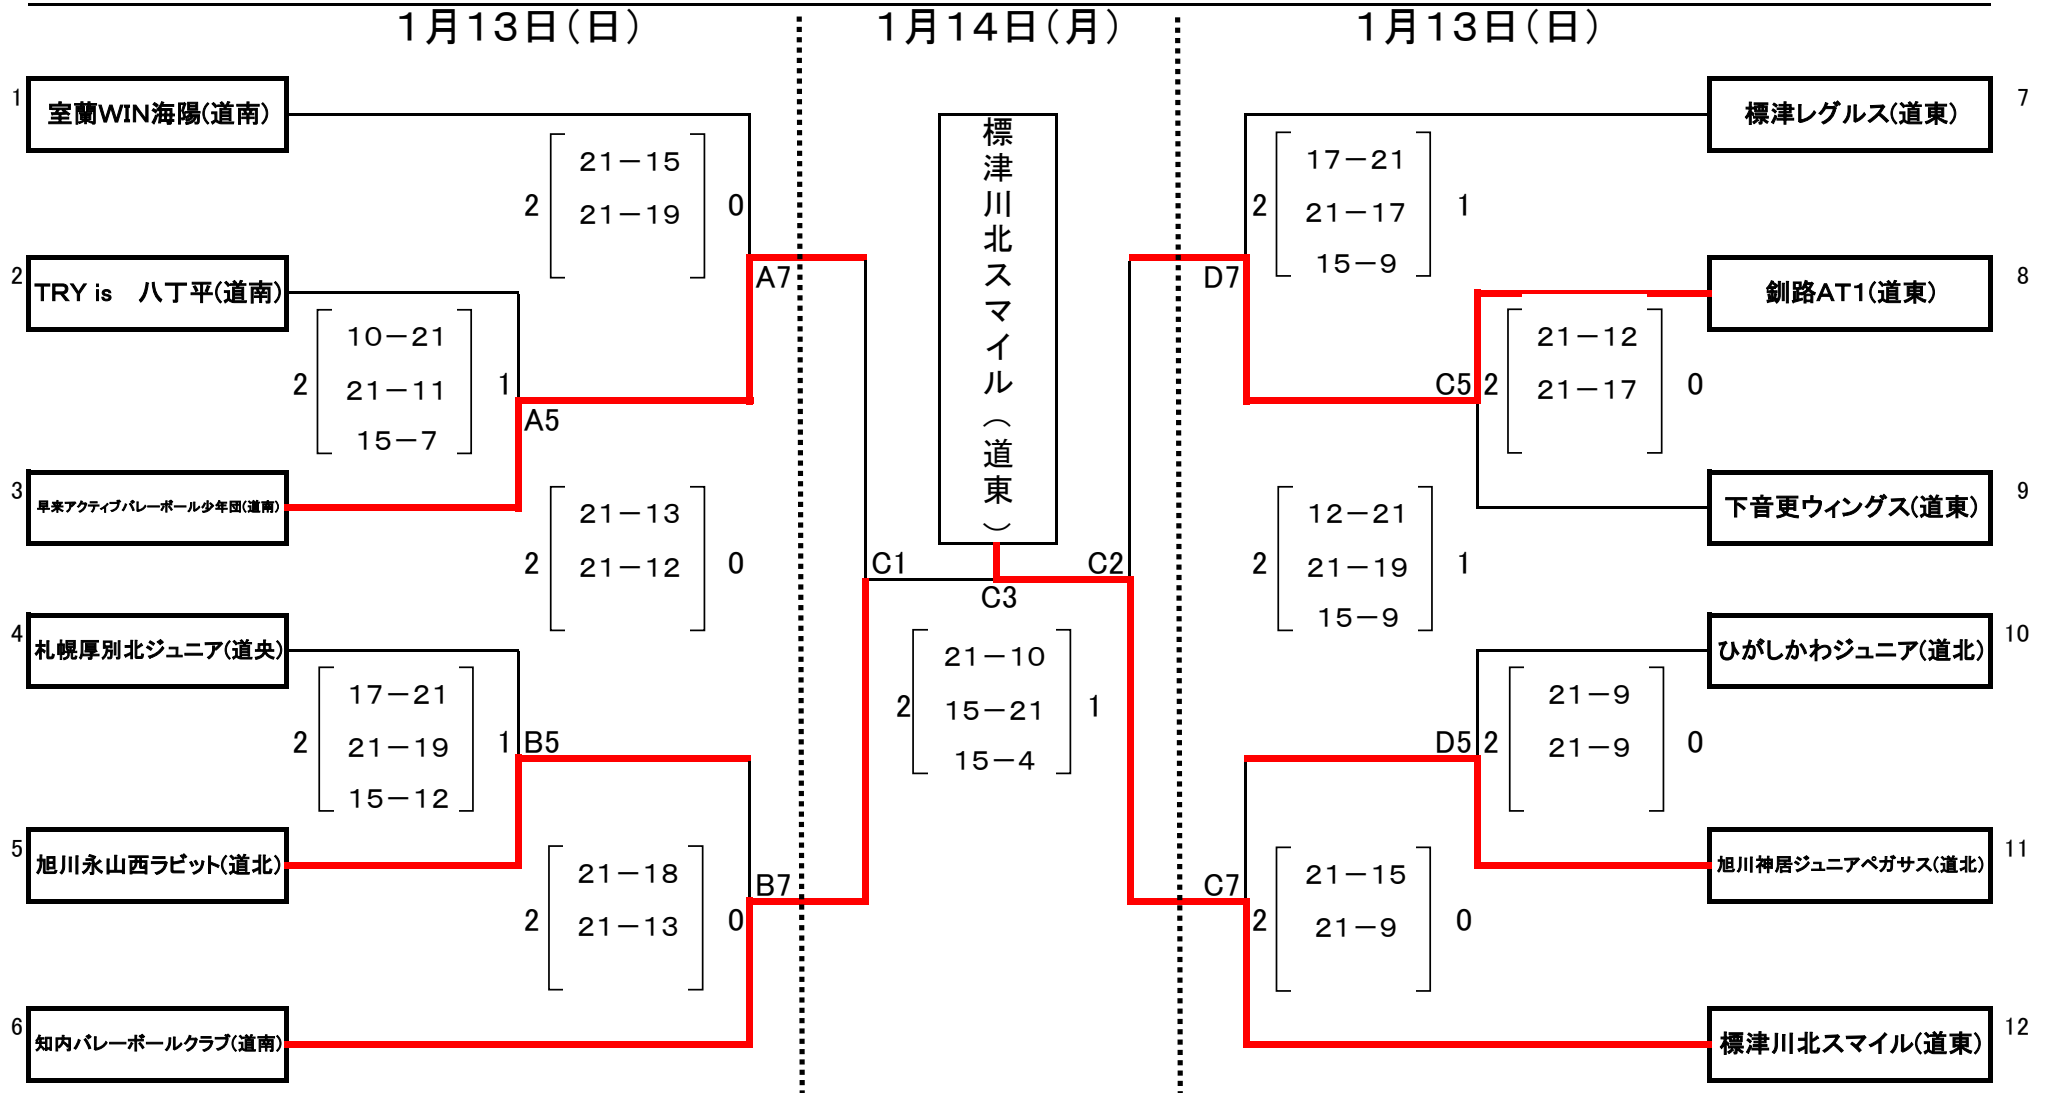 1月13日(日)
1月14日(月)
1月13日(日)
1
室蘭WIN海陽(道南)
2
TRY is　八丁平(道南)
3
早来アクティブバレーボール少年団(道南)
4
札幌厚別北ジュニア(道央)
5
旭川永山西ラビット(道北)
6
知内バレーボールクラブ(道南)
2
10-21
21-11
15-7
1
A5
2
17-21
21-19
15-12
1
B5
2
21-15
21-19
0
A7
2
21-13
21-12
0
2
21-18
21-13
0
B7
標津川北スマイル(道東)
C1
C2
C3
2
21-10
15-21
15-4
1
D7
2
17-21
21-17
15-9
1
2
12-21
21-19
15-9
1
C7
2
21-15
21-9
0
C5
2
21-12
21-17
0
D5
2
21-9
21-9
0
標津レグルス(道東)
7
釧路AT1(道東)
8
下音更ウィングス(道東)
9
ひがしかわジュニア(道北)
10
旭川神居ジュニアペガサス(道北)
11
標津川北スマイル(道東)
12